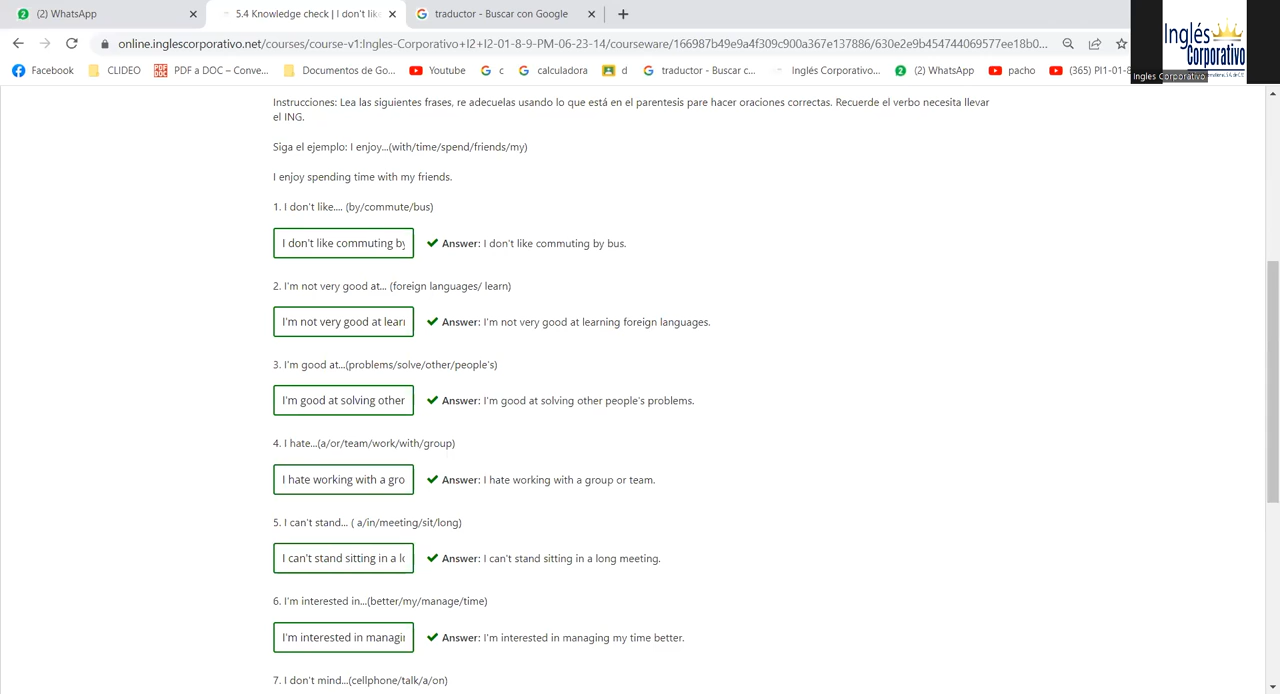 (2) WhatsApp
5.4 Knowledge check | I don't like
traductor - Buscar con Google
online.inglescorporativo.net/courses/course-v1:Ingles-Corporativo+I2+I2-01-8-9-PM-06-23-14/courseware/166987b49e9a4f309c900a367e137886/630e2e9b454744069577ee18b0...
Facebook
CLIDEO
PDF a DOC – Conve...
Documentos de Go...
Youtube
c
calculadora
d
traductor - Buscar c...
Inglés Corporativo...
(2) WhatsApp
pacho
(365) PI1-01-8
Inglés
Corporativo
Ingles Corporativo
Instrucciones: Lea las siguientes frases, re adecuelas usando lo que está en el parentesis pare hacer oraciones correctas. Recuerde el verbo necesita llevar
el ING.
Siga el ejemplo: I enjoy...(with/time/spend/friends/my)
I enjoy spending time with my friends.
1. I don't like.... (by/commute/bus)
I don't like commuting by
Answer: I don't like commuting by bus.
2. I'm not very good at... (foreign languages/ learn)
I'm not very good at learn
Answer: I'm not very good at learning foreign languages.
3. I'm good at...(problems/solve/other/people's)
I'm good at solving other
Answer: I'm good at solving other people's problems.
4. I hate...(a/or/team/work/with/group)
I hate working with a gro
Answer: I hate working with a group or team.
5. I can't stand... ( a/in/meeting/sit/long)
I can't stand sitting in a lo
Answer: I can't stand sitting in a long meeting.
6. I'm interested in...(better/my/manage/time)
I'm interested in managi
Answer: I'm interested in managing my time better.
7. I don't mind...(cellphone/talk/a/on)